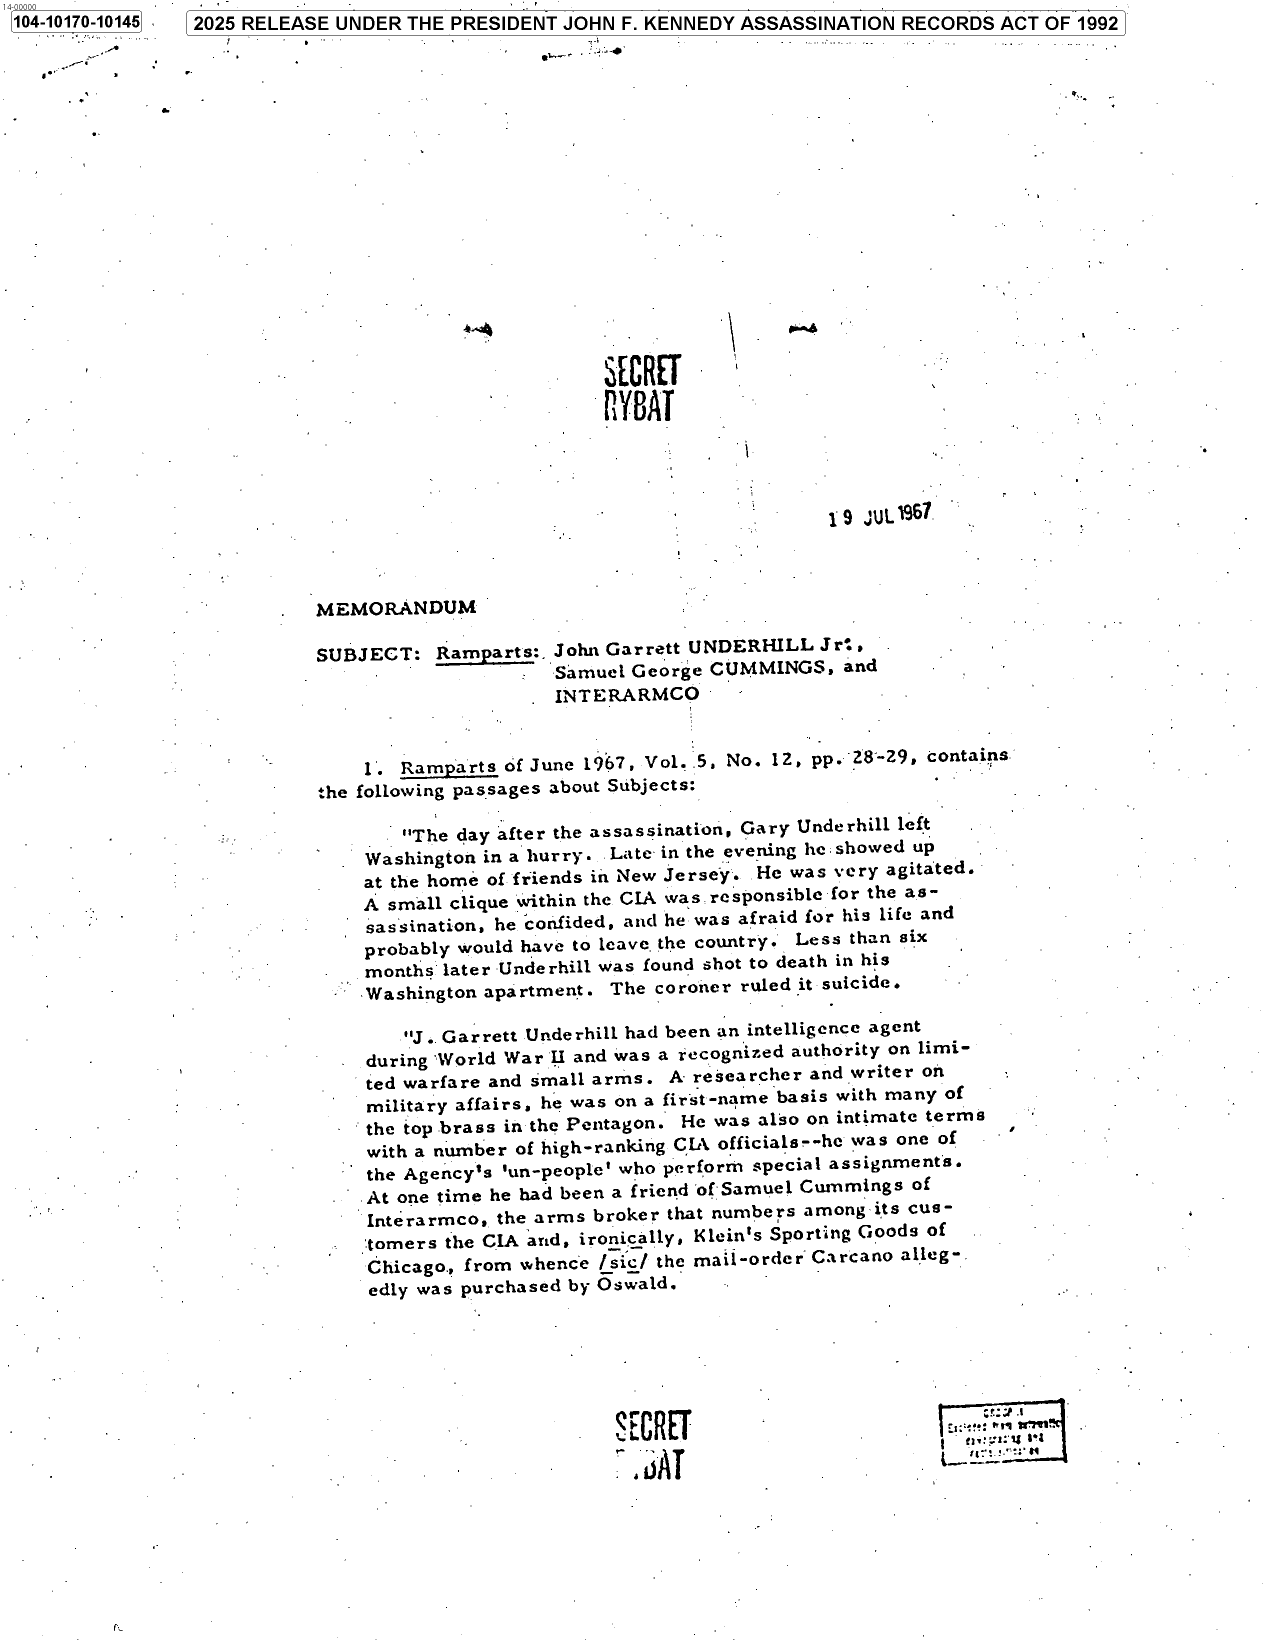 14-00000
104-10170-10145
2025 RELEASE UNDER THE PRESIDENT JOHN F. KENNEDY ASSASSINATION RECORDS ACT OF 1992
SECRET
RYBAT
19 JUL 1967
MEMORANDUM
SUBJECT: Ramparts: John Garrett UNDERHILL Jr.,
Samuel George CUMMINGS, and
INTERARMCO
1. Ramparts of June 1967, Vol. 5, No. 12, pp. 28-29, contains
the following passages about Subjects:
"The day after the assassination, Gary Underhill left
Washington in a hurry. Late in the evening he showed up
at the home of friends in New Jersey. He was very agitated.
A small clique within the CIA was responsible for the as-
sassination, he confided, and he was afraid for his life and
probably would have to leave the country. Less than six
months later Underhill was found shot to death in his
Washington apartment. The coroner ruled it suicide.
"J. Garrett Underhill had been an intelligence agent
during World War II and was a recognized authority on limi-
ted warfare and small arms. A researcher and writer on
military affairs, he was on a first-name basis with many of
the top brass in the Pentagon. He was also on intimate terms
with a number of high-ranking CIA officials--he was one of
the Agency's 'un-people' who perform special assignments.
At one time he had been a friend of Samuel Cummings of
Interarmco, the arms broker that numbers among its cus-
tomers the CIA and, ironically, Klein's Sporting Goods of
Chicago, from whence /sic/ the mail-order Carcano alleg-
edly was purchased by Oswald.
SECRET